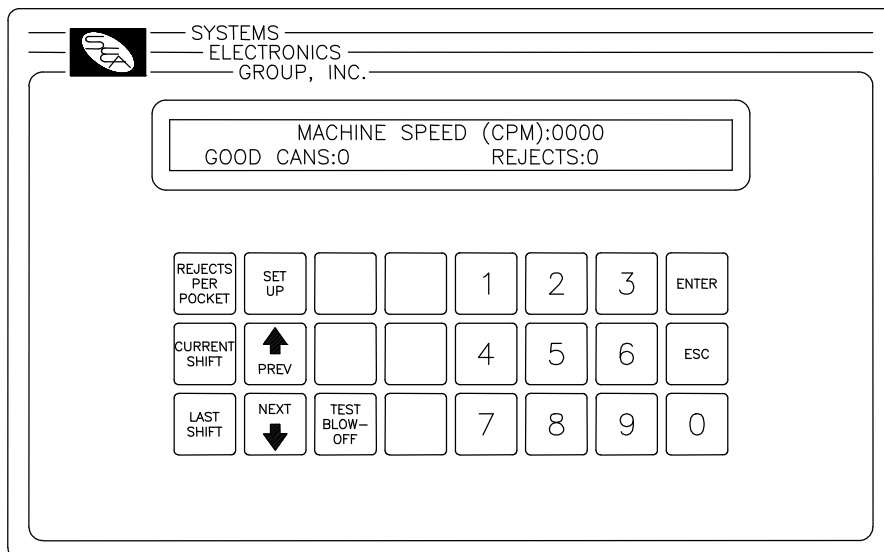 SEA
SYSTEMS
ELECTRONICS
GROUP, INC.
MACHINE SPEED (CPM):0000
GOOD CANS:0 REJECTS:0
REJECTS
PER
POCKET
SET
UP
1
2
3
ENTER
CURRENT
SHIFT
PREV
4
5
6
ESC
LAST
SHIFT
NEXT
TEST
BLOW-
OFF
7
8
9
0